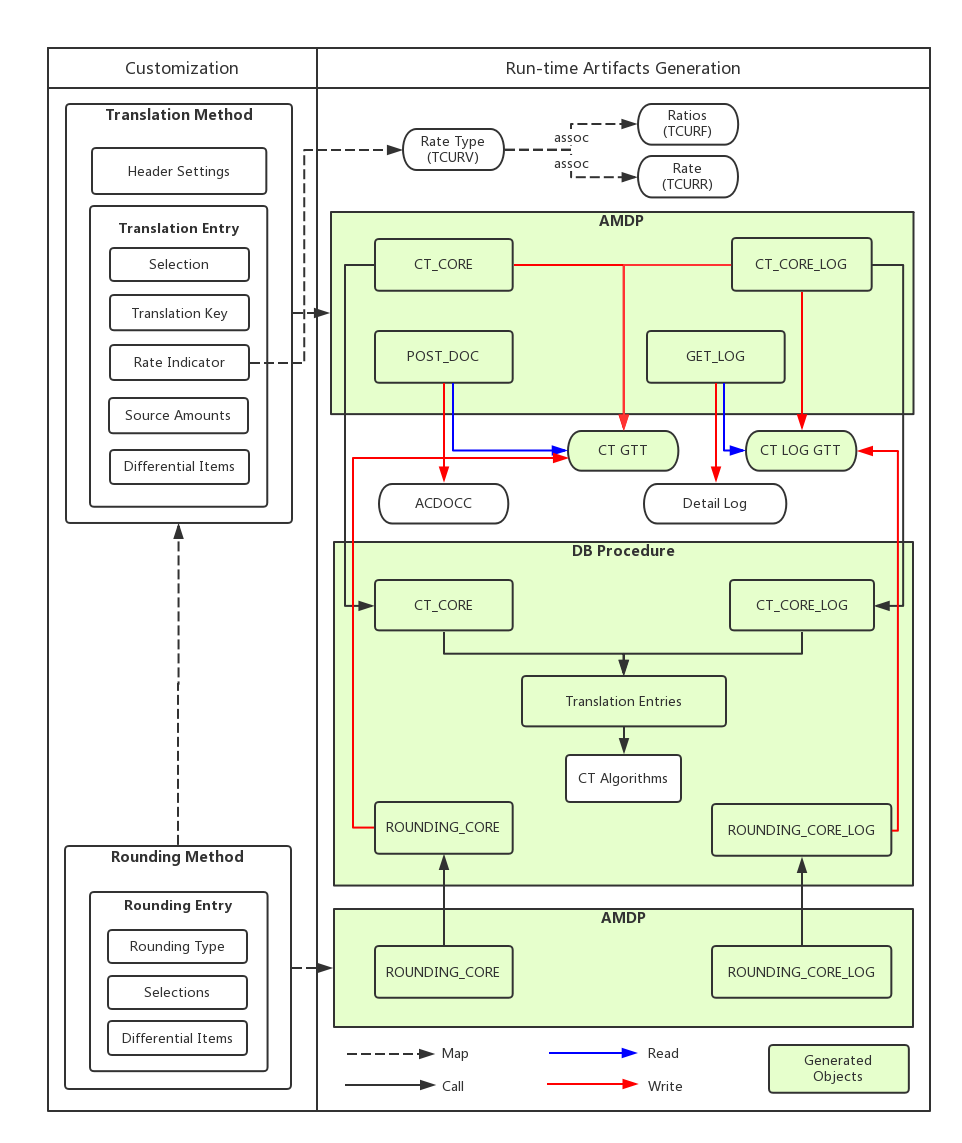 Customization
Run-time Artifacts Generation
Translation Method
Header Settings
Translation Entry
Selection
Translation Key
Rate Indicator
Source Amounts
Differential Items
Rate Type
(TCURV)
assoc
assoc
Ratios
(TCURF)
Rate
(TCURR)
AMDP
CT_CORE
CT_CORE_LOG
POST_DOC
GET_LOG
CT GTT
CT LOG GTT
ACDOCC
Detail Log
DB Procedure
CT_CORE
CT_CORE_LOG
Translation Entries
CT Algorithms
ROUNDING_CORE
ROUNDING_CORE_LOG
Rounding Method
Rounding Entry
Rounding Type
Selections
Differential Items
AMDP
ROUNDING_CORE
ROUNDING_CORE_LOG
Map
Read
Call
Write
Generated
Objects